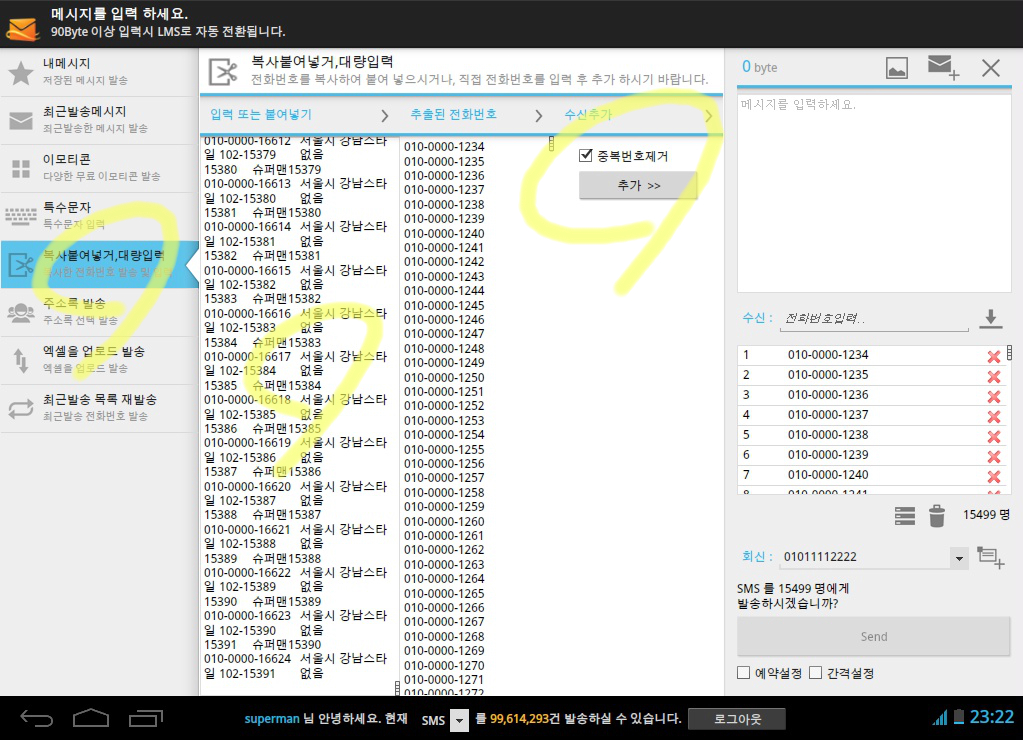 메시지를 입력 하세요.
90Byte 이상 입력시 LMS로 자동 전환됩니다.
내메시지
저장된 메시지 발송
최근발송메시지
최근발송한 메시지 발송
이모티콘
다양한 무료 이모티콘 발송
특수문자
특수문자 입력
복사붙여넣거,대량입력
복사한 전화번호 발송 및
주소록 발송
주소록 선택 발송
엑셀을 업로드 발송
엑셀을 업로드 발송
최근발송 목록 재발송
최근발송 전화번호 발송
복사붙여넣거,대량입력
전화번호를 복사하여 붙여 넣으시거나, 직접 전화번호를 입력 후 추가 하시기 바랍니다.
입력 또는 붙여넣기
추출된 전화번호
수신추가
010-0000-16612 서울시 강남스타
일 102-15379 없음
15380 슈퍼맨15379
010-0000-16613 서울시 강남스타
일 102-15380 없음
15381 슈퍼맨15380
010-0000-16614 서울시 강남스타
일 102-15381 없음
15382 슈퍼맨15381
010-0000-16615 서울시 강남스타
일 102-15382 없음
15383 슈퍼맨15382
010-0000-16616 서울시 강남스타
일 102-15383 없음
15384 슈퍼맨15383
010-0000-16617 서울시 강남스타
일 102-15384 없음
15385 슈퍼맨15384
010-0000-16618 서울시 강남스타
일 102-15385 없음
15386 슈퍼맨15385
010-0000-16619 서울시 강남스타
일 102-15386 없음
15387 슈퍼맨15386
010-0000-16620 서울시 강남스타
일 102-15387 없음
15388 슈퍼맨15387
010-0000-16621 서울시 강남스타
일 102-15388 없음
15389 슈퍼맨15388
010-0000-16622 서울시 강남스타
일 102-15389 없음
15390 슈퍼맨15389
010-0000-16623 서울시 강남스타
일 102-15390 없음
15391 슈퍼맨15390
010-0000-16624 서울시 강남스타
일 102-15391 없음
010-0000-1234
010-0000-1235
010-0000-1236
010-0000-1237
010-0000-1238
010-0000-1239
010-0000-1240
010-0000-1241
010-0000-1242
010-0000-1243
010-0000-1244
010-0000-1245
010-0000-1246
010-0000-1247
010-0000-1248
010-0000-1249
010-0000-1250
010-0000-1251
010-0000-1252
010-0000-1253
010-0000-1254
010-0000-1255
010-0000-1256
010-0000-1257
010-0000-1258
010-0000-1259
010-0000-1260
010-0000-1261
010-0000-1262
010-0000-1263
010-0000-1264
010-0000-1265
010-0000-1266
010-0000-1267
010-0000-1268
010-0000-1269
010-0000-1270
010-0000-1271
010-0000-1272
중복번호제거
추가 >>
0 byte
메시지를 입력하세요.
수신 : 전화번호입력..
1 010-0000-1234
2 010-0000-1235
3 010-0000-1236
4 010-0000-1237
5 010-0000-1238
6 010-0000-1239
7 010-0000-1240
8 010-0000-1241
15499 명
회신 : 01011112222
SMS 를 15499 명에게
발송하시겠습니까?
Send
예약설정 간격설정
superman 님 안녕하세요. 현재 SMS 를 99,614,293건 발송하실 수 있습니다. 로그아웃
23:22